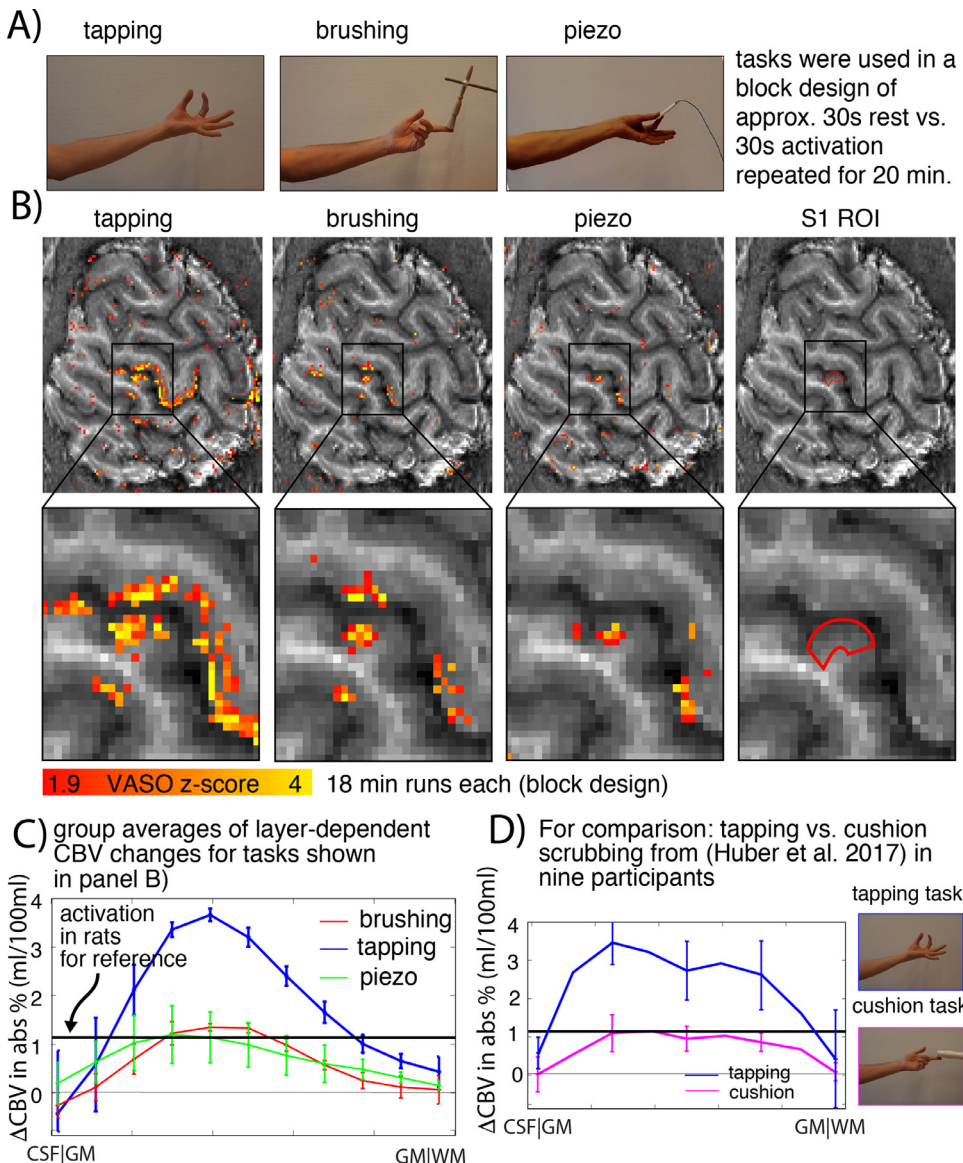 A)
tapping
brushing
piezo
tasks were used in a
block design of
approx. 30s rest vs.
30s activation
repeated for 20 min.
B)
tapping
brushing
piezo
S1 ROI
1.9 VASO z-score 4
18 min runs each (block design)
C)
group averages of layer-dependent
CBV changes for tasks shown
in panel B)
ΔCBV in abs % (ml/100ml)
4
3
2
1
0
activation
in rats
for reference
brushing
tapping
piezo
CSF|GM
GM|WM
D)
For comparison: tapping vs. cushion
scrubbing from (Huber et al. 2017) in
nine participants
ΔCBV in abs % (ml/100ml)
4
3
2
1
0
tapping
cushion
CSF|GM
GM|WM
tapping task
cushion task